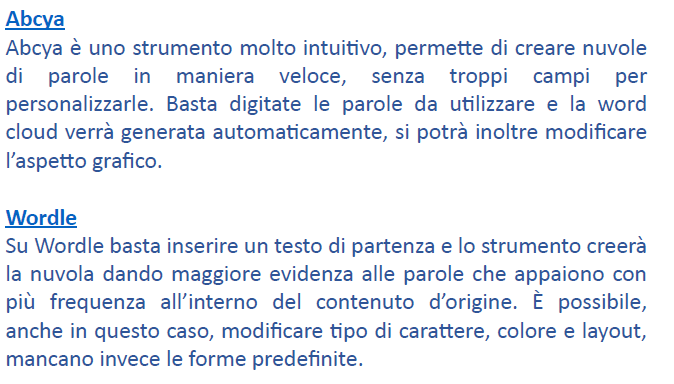 Abcya
Abcya è uno strumento molto intuitivo, permette di creare nuvole
di parole in maniera veloce, senza troppi campi per
personalizzarle. Basta digitate le parole da utilizzare e la word
cloud verrà generata automaticamente, si potrà inoltre modificare
l’aspetto grafico.
Wordle
Su Wordle basta inserire un testo di partenza e lo strumento creerà
la nuvola dando maggiore evidenza alle parole che appaiono con
più frequenza all’interno del contenuto d’origine. È possibile,
anche in questo caso, modificare tipo di carattere, colore e layout,
mancano invece le forme predefinite.